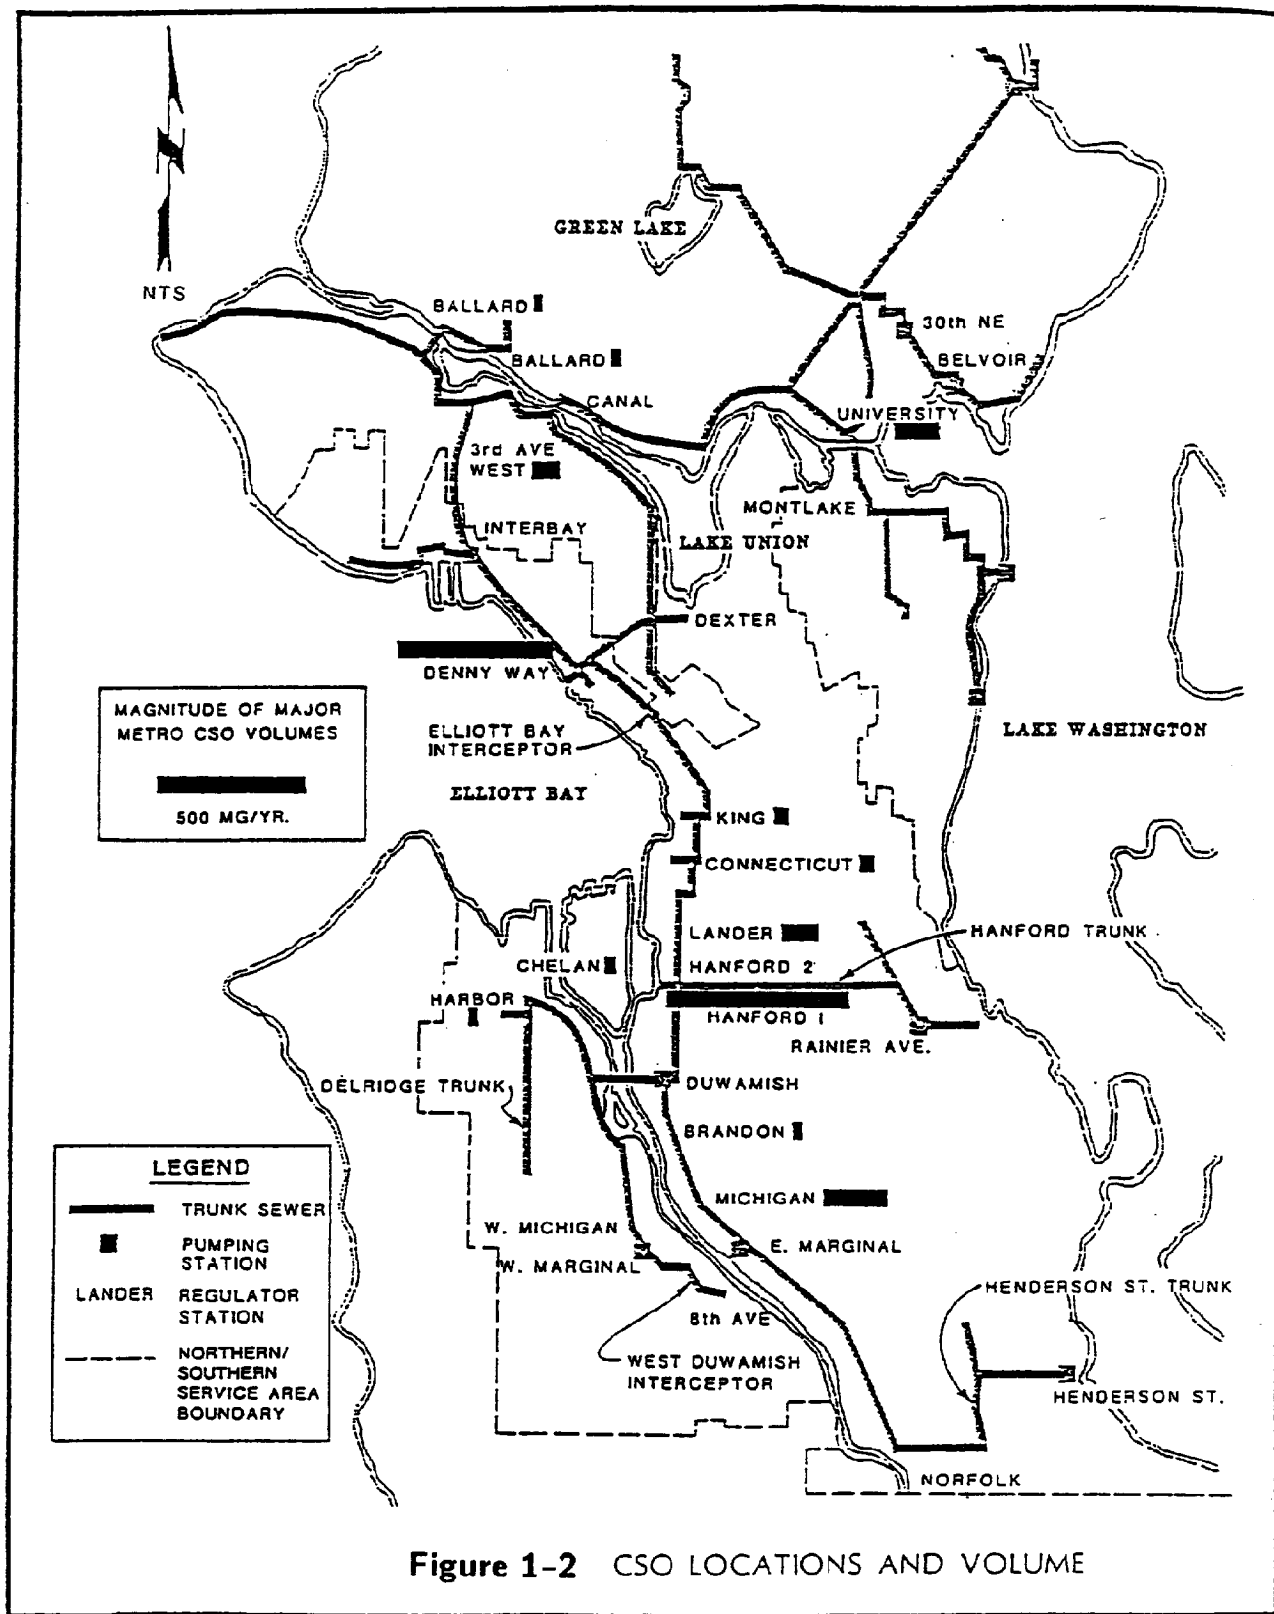 GREEN LAKE
NTS
BALLARD
30th NE
BALLARD
BELVOIR
CANAL
UNIVERSITY
3rd AVE
WEST
MONTLAKE
INTERBAY
LAKE UNION
DEXTER
DENNY WAY
MAGNITUDE OF MAJOR
METRO CSO VOLUMES
500 MG/YR.
ELLIOTT BAY
INTERCEPTOR
LAKE WASHINGTON
ELLIOTT BAY
KING
CONNECTICUT
LANDER
HANFORD TRUNK
CHELAN
HANFORD 2
HARBOR
HANFORD 1
RAINIER AVE.
DELRIDGE TRUNK
DUWAMISH
BRANDON
LEGEND
TRUNK SEWER
PUMPING
STATION
LANDER REGULATOR
STATION
NORTHERN/
SOUTHERN
SERVICE AREA
BOUNDARY
MICHIGAN
W. MICHIGAN
E. MARGINAL
W. MARGINAL
HENDERSON ST. TRUNK
8th AVE
WEST DUWAMISH
INTERCEPTOR
HENDERSON ST.
NORFOLK
Figure 1-2 CSO LOCATIONS AND VOLUME